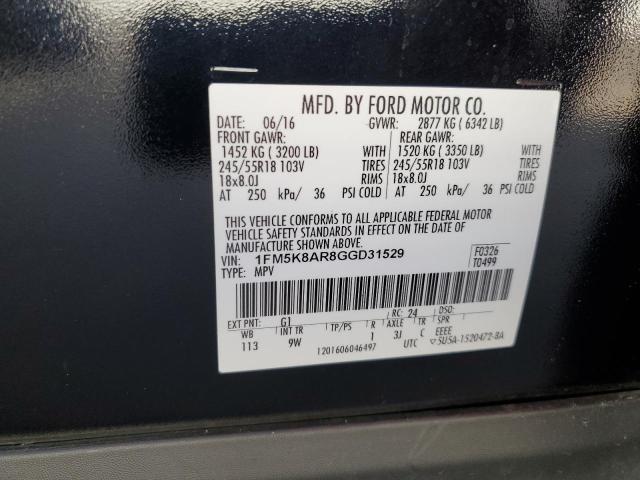 MFD. BY FORD MOTOR CO.
DATE: 06/16 GVWR: 2877 KG ( 6342 LB)
FRONT GAWR: REAR GAWR:
1452 KG ( 3200 LB) WITH 1520 KG ( 3350 LB) WITH
245/55R18 103V TIRES 245/55R18 103V TIRES
18x8.0J RIMS 18x8.0J RIMS
AT 250 kPa/ 36 PSI COLD AT 250 kPa/ 36 PSI COLD
THIS VEHICLE CONFORMS TO ALL APPLICABLE FEDERAL MOTOR
VEHICLE SAFETY STANDARDS IN EFFECT ON THE DATE OF
MANUFACTURE SHOWN ABOVE.
VIN: 1FM5K8AR8GGD31529 F0326
TYPE: MPV T0499
EXT PNT: G1 RC: 24 DSO:
WB INT TR TP/PS R AXLE TR SPR
113 9W 1 3J C EEEE
1201606046497 UTC ▽5U5A-1520472-8A